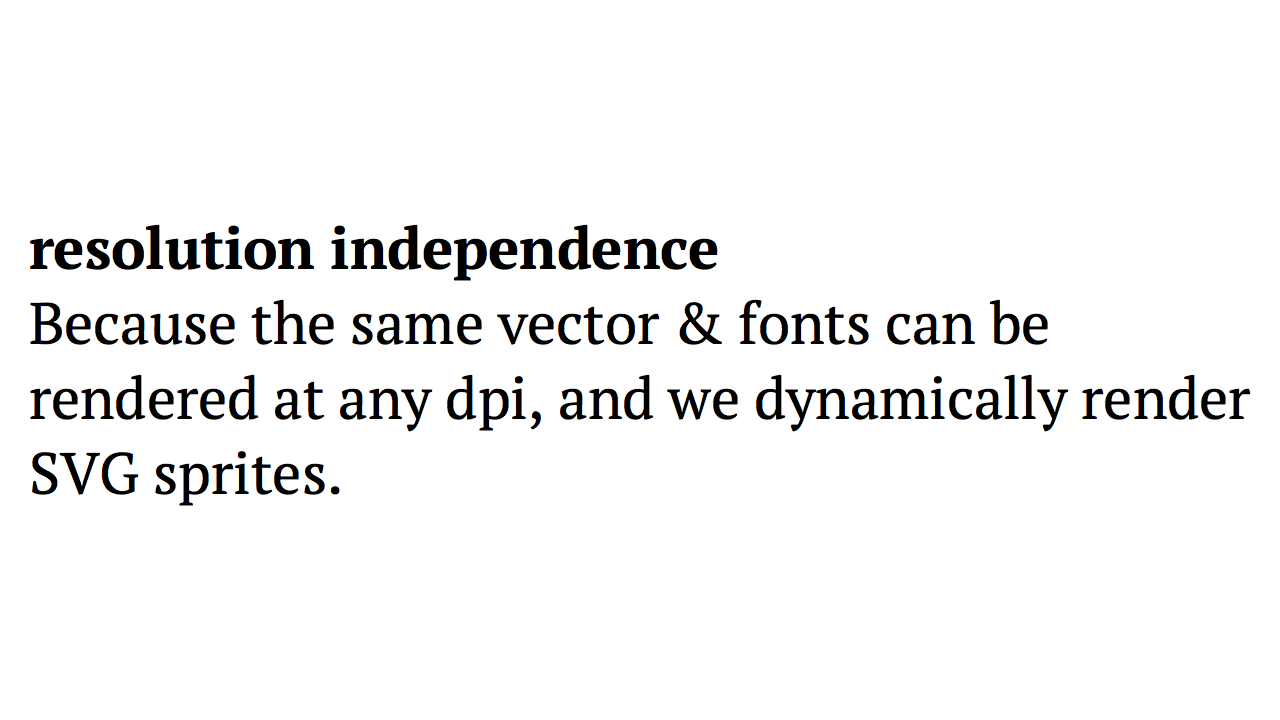 resolution independence
Because the same vector & fonts can be
rendered at any dpi, and we dynamically render
SVG sprites.